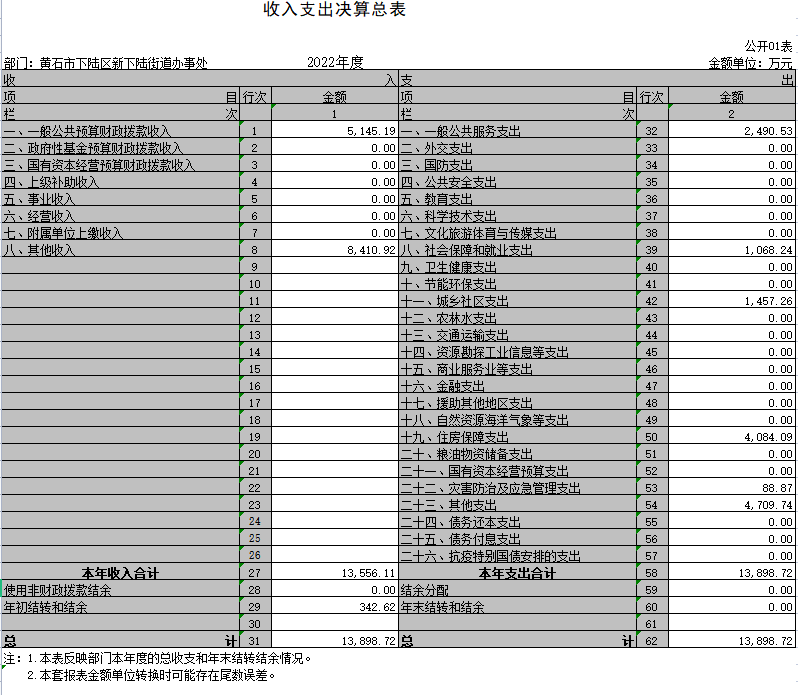 收入支出决算总表
公开01表
部门：黄石市下陆区新下陆街道办事处 2022年度 金额单位：万元
收 入 支 出
项 目 行次 金额 项 目 行次 金额
栏 次 1 栏 次 2
一、一般公共预算财政拨款收入 1 5,145.19 一、一般公共服务支出 32 2,490.53
二、政府性基金预算财政拨款收入 2 0.00 二、外交支出 33 0.00
三、国有资本经营预算财政拨款收入 3 0.00 三、国防支出 34 0.00
四、上级补助收入 4 0.00 四、公共安全支出 35 0.00
五、事业收入 5 0.00 五、教育支出 36 0.00
六、经营收入 6 0.00 六、科学技术支出 37 0.00
七、附属单位上缴收入 7 0.00 七、文化旅游体育与传媒支出 38 0.00
八、其他收入 8 8,410.92 八、社会保障和就业支出 39 1,068.24
9 九、卫生健康支出 40 0.00
10 十、节能环保支出 41 0.00
11 十一、城乡社区支出 42 1,457.26
12 十二、农林水支出 43 0.00
13 十三、交通运输支出 44 0.00
14 十四、资源勘探工业信息等支出 45 0.00
15 十五、商业服务业等支出 46 0.00
16 十六、金融支出 47 0.00
17 十七、援助其他地区支出 48 0.00
18 十八、自然资源海洋气象等支出 49 0.00
19 十九、住房保障支出 50 4,084.09
20 二十、粮油物资储备支出 51 0.00
21 二十一、国有资本经营预算支出 52 0.00
22 二十二、灾害防治及应急管理支出 53 88.87
23 二十三、其他支出 54 4,709.74
24 二十四、债务还本支出 55 0.00
25 二十五、债务付息支出 56 0.00
26 二十六、抗疫特别国债安排的支出 57 0.00
本年收入合计 27 13,556.11 本年支出合计 58 13,898.72
使用非财政拨款结余 28 0.00 结余分配 59 0.00
年初结转和结余 29 342.62 年末结转和结余 60 0.00
30 61
总 计 31 13,898.72 总 计 62 13,898.72
注：1.本表反映部门本年度的总收支和年末结转结余情况。
2.本套报表金额单位转换时可能存在尾数误差。